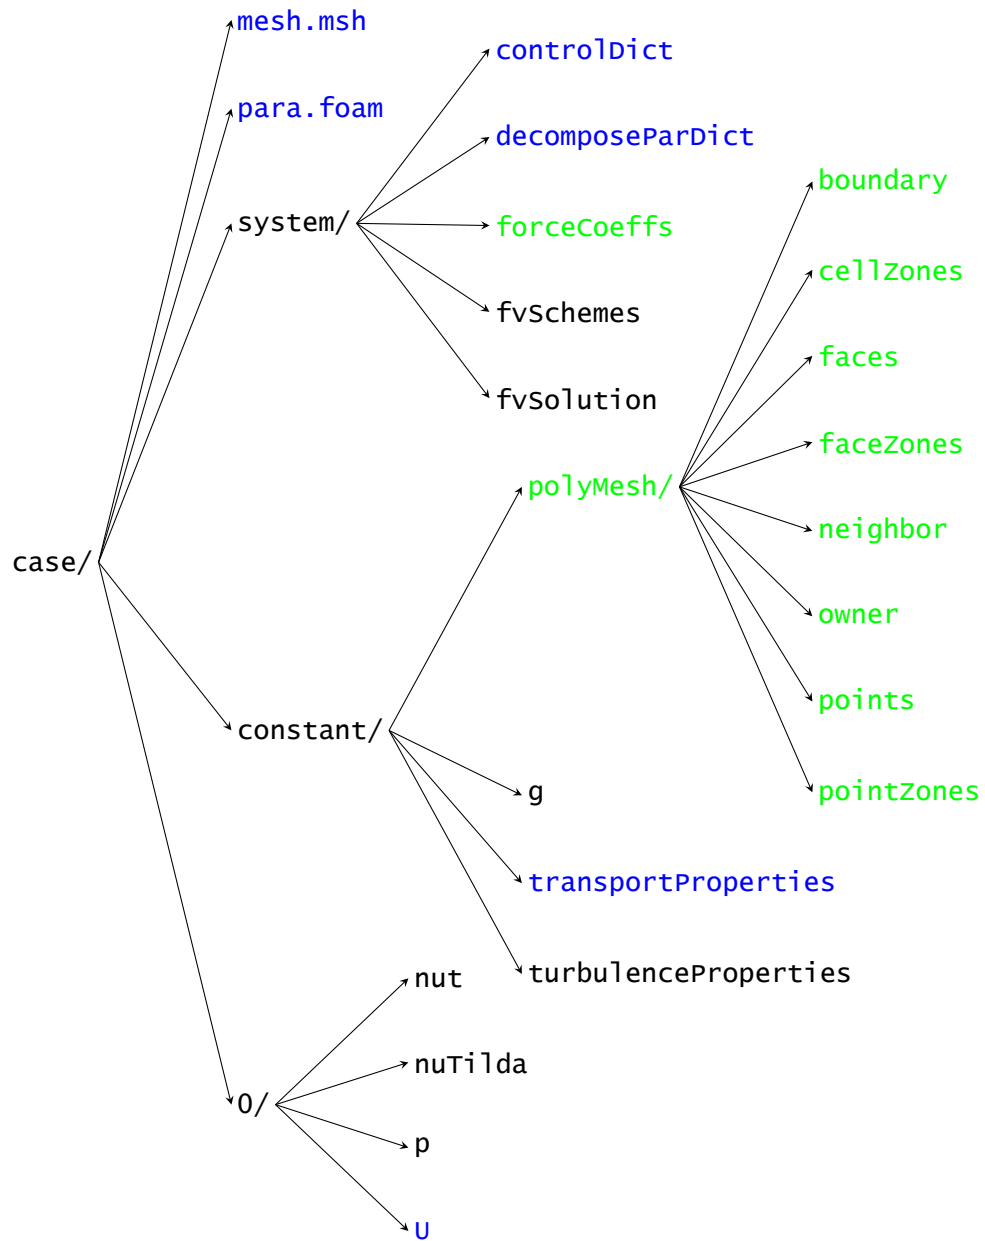 mesh.msh
controlDict
para.foam
decomposeParDict
boundary
system/
forceCoeffs
cellZones
fvSchemes
faces
fvSolution
faceZones
polyMesh/
neighbor
case/
owner
points
constant/
g
pointZones
transportProperties
turbulenceProperties
nut
nuTilda
0/
p
U